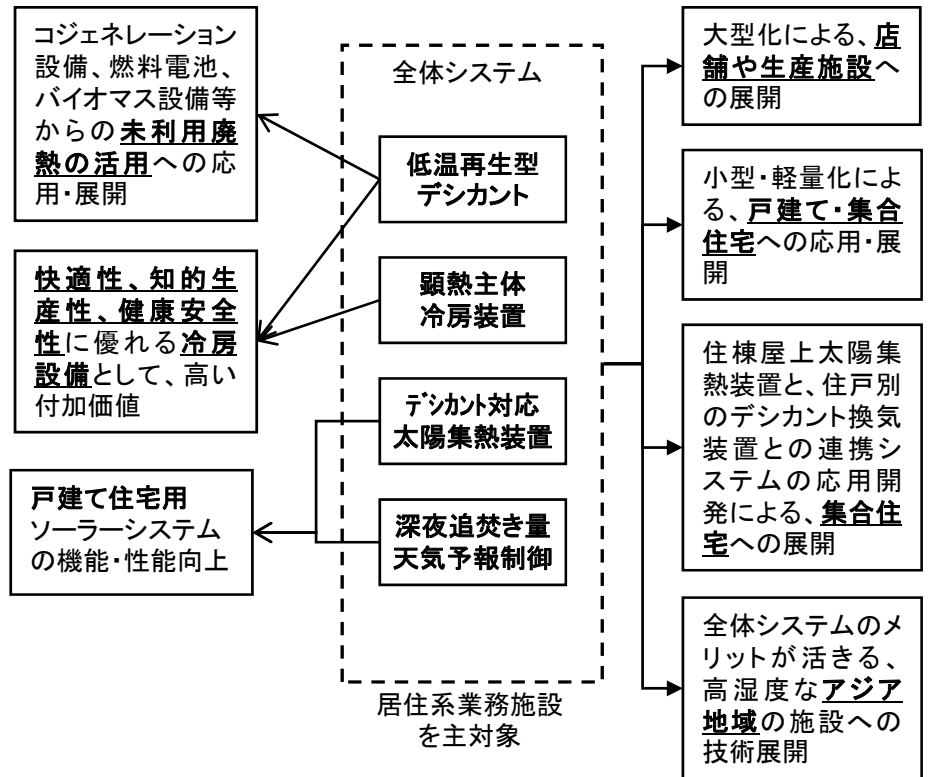 コジェネレーション
設備、燃料電池、
バイオマス設備等
からの未利用廃
熱の活用への応
用・展開
快適性、知的生
産性、健康安全
性に優れる冷房
設備として、高い
付加価値
戸建て住宅用
ソーラーシステム
の機能・性能向上
全体システム
低温再生型
デシカント
顕熱主体
冷房装置
デシカント対応
太陽集熱装置
深夜追焚き量
天気予報制御
居住系業務施設
を主対象
大型化による、店
舗や生産施設へ
の展開
小型・軽量化によ
る、戸建て・集合
住宅への応用・展
開
住棟屋上太陽集
熱装置と、住戸別
のデシカント換気
装置との連携シ
ステムの応用開
発による、集合住
宅への展開
全体システムのメ
リットが活きる、
高湿度なアジア
地域の施設への
技術展開